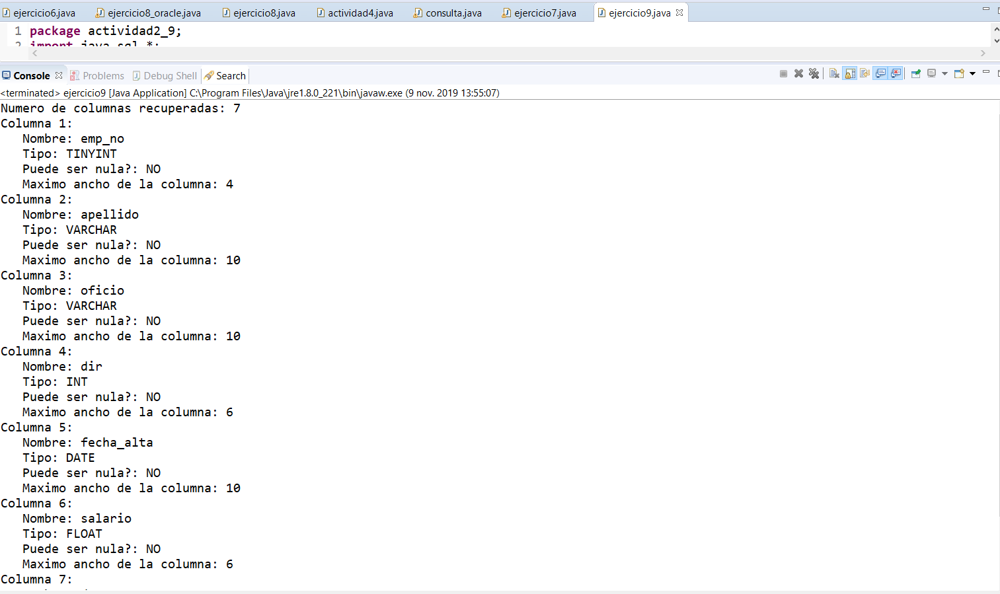 ejercicio6.java ejercicio8_oracle.java ejercicio8.java actividad4.java consulta.java ejercicio7.java ejercicio9.java
1 package actividad2_9;
2 import java.sql.*;
Console Problems Debug Shell Search
<terminated> ejercicio9 [Java Application] C:\Program Files\Java\jre1.8.0_221\bin\javaw.exe (9 nov. 2019 13:55:07)
Numero de columnas recuperadas: 7
Columna 1:
Nombre: emp_no
Tipo: TINYINT
Puede ser nula?: NO
Maximo ancho de la columna: 4
Columna 2:
Nombre: apellido
Tipo: VARCHAR
Puede ser nula?: NO
Maximo ancho de la columna: 10
Columna 3:
Nombre: oficio
Tipo: VARCHAR
Puede ser nula?: NO
Maximo ancho de la columna: 10
Columna 4:
Nombre: dir
Tipo: INT
Puede ser nula?: NO
Maximo ancho de la columna: 6
Columna 5:
Nombre: fecha_alta
Tipo: DATE
Puede ser nula?: NO
Maximo ancho de la columna: 10
Columna 6:
Nombre: salario
Tipo: FLOAT
Puede ser nula?: NO
Maximo ancho de la columna: 6
Columna 7: